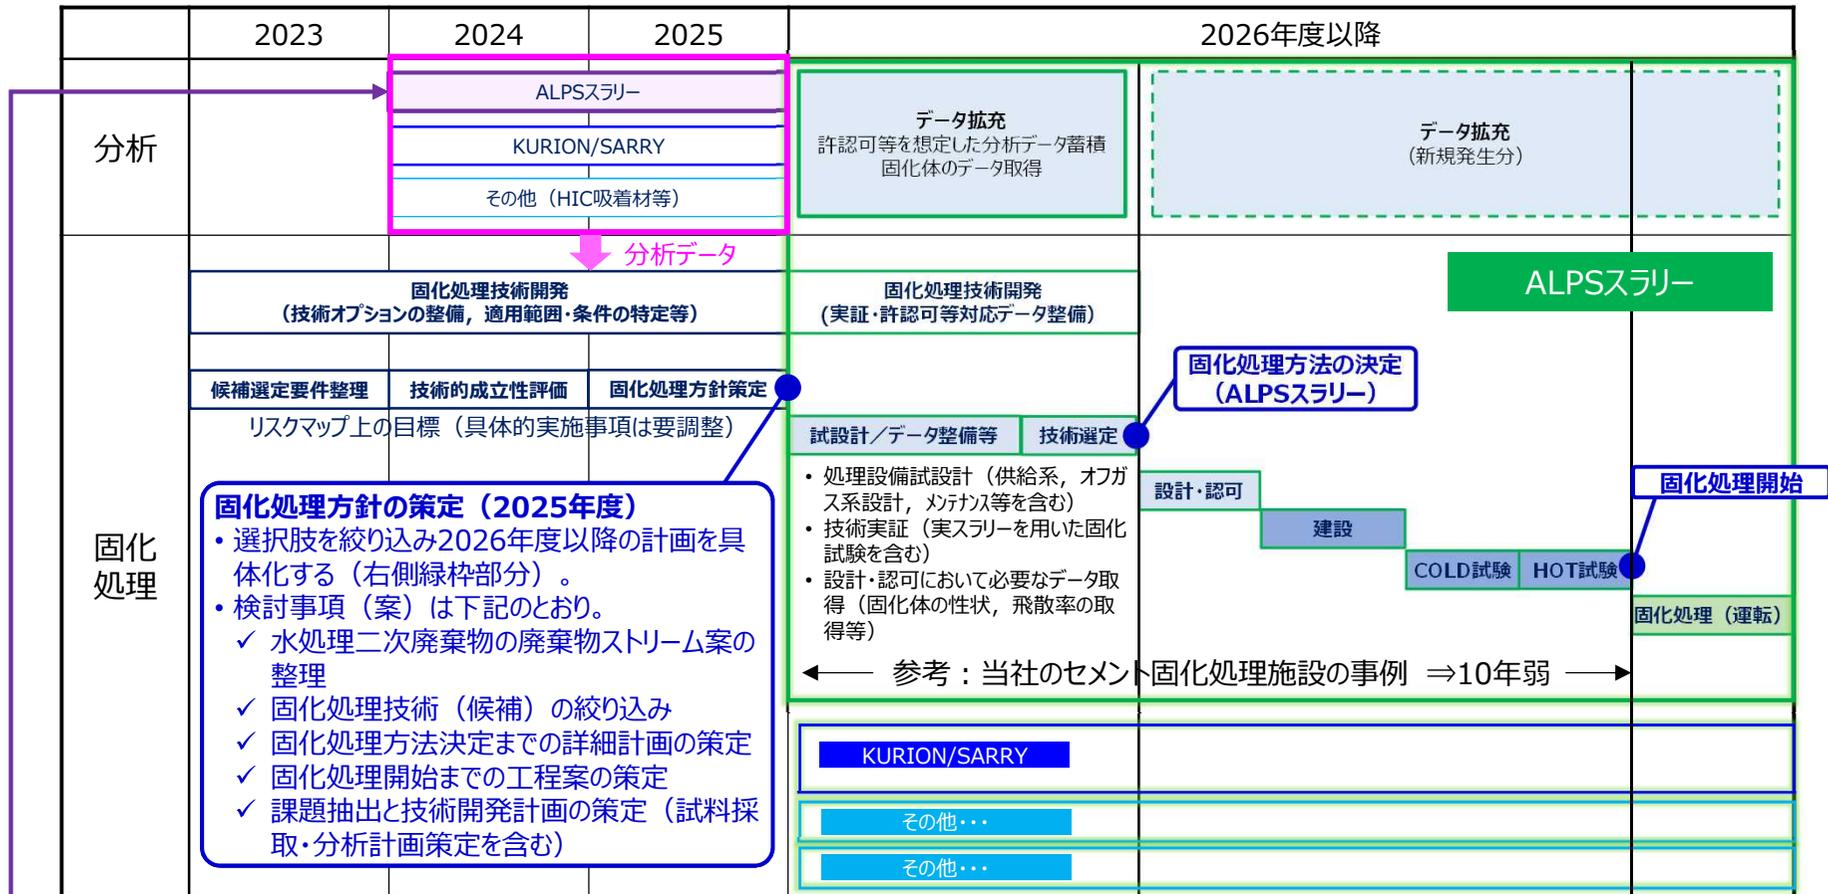 2023
2024
2025
2026年度以降
分析
ALPSスラリー
KURION/SARRY
その他（HIC吸着材等）
データ拡充
許認可等を想定した分析データ蓄積
固化体のデータ取得
データ拡充
（新規発生分）
分析データ
固化
処理
固化処理技術開発
（技術オプションの整備，適用範囲・条件の特定等）
固化処理技術開発
（実証・許認可等対応データ整備）
ALPSスラリー
候補選定要件整理
技術的成立性評価
固化処理方針策定
リスクマップ上の目標（具体的実施事項は要調整）
固化処理方法の決定
（ALPSスラリー）
試設計／データ整備等
技術選定
固化処理方針の策定（2025年度）
• 選択肢を絞り込み2026年度以降の計画を具
体化する（右側緑枠部分）。
• 検討事項（案）は下記のとおり。
✓ 水処理二次廃棄物の廃棄物ストリーム案の
整理
✓ 固化処理技術（候補）の絞り込み
✓ 固化処理方法決定までの詳細計画の策定
✓ 固化処理開始までの工程案の策定
✓ 課題抽出と技術開発計画の策定（試料採
取・分析計画策定を含む）
• 処理設備試設計（供給系，オフガ
ス系設計，メンテナンス等を含む）
• 技術実証（実スラリーを用いた固化
試験を含む）
• 設計・認可において必要なデータ取
得（固化体の性状，飛散率の取
得等）
設計・認可
建設
COLD試験
HOT試験
固化処理開始
固化処理（運転）
参考：当社のセメント固化処理施設の事例 ⇒10年弱
KURION/SARRY
その他・・・
その他・・・